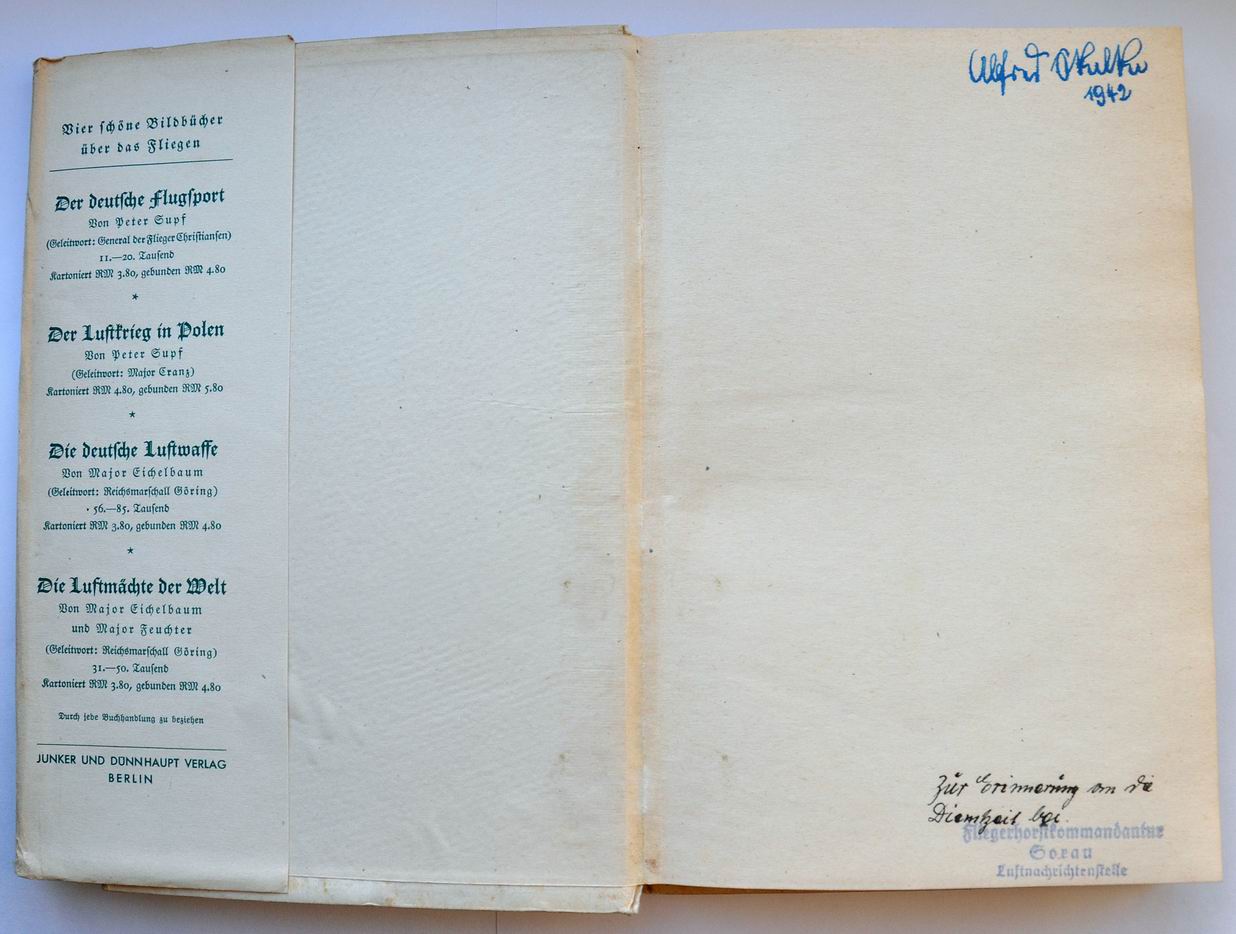 Vier schöne Bildbücher
über das Fliegen
Der deutsche Flugsport
Von Peter Supf
(Geleitwort: General der Flieger Christiansen)
11.—20. Tausend
Kartoniert RM 3.80, gebunden RM 4.80
*
Der Luftkrieg in Polen
Von Peter Supf
(Geleitwort: Major Cranz)
Kartoniert RM 4.80, gebunden RM 5.80
*
Die deutsche Luftwaffe
Von Major Eichelbaum
(Geleitwort: Reichsmarschall Göring)
56.—85. Tausend
Kartoniert RM 3.80, gebunden RM 4.80
*
Die Luftmächte der Welt
Von Major Eichelbaum
und Major Feuchter
(Geleitwort: Reichsmarschall Göring)
31.—50. Tausend
Kartoniert RM 3.80, gebunden RM 4.80
Durch jede Buchhandlung zu beziehen
JUNKER UND DÜNNHAUPT VERLAG
BERLIN
Alfred
1942
Zur Erinnerung an die
bei
Fliegerhorstkommandantur
Sorau
Luftnachrichtenstelle